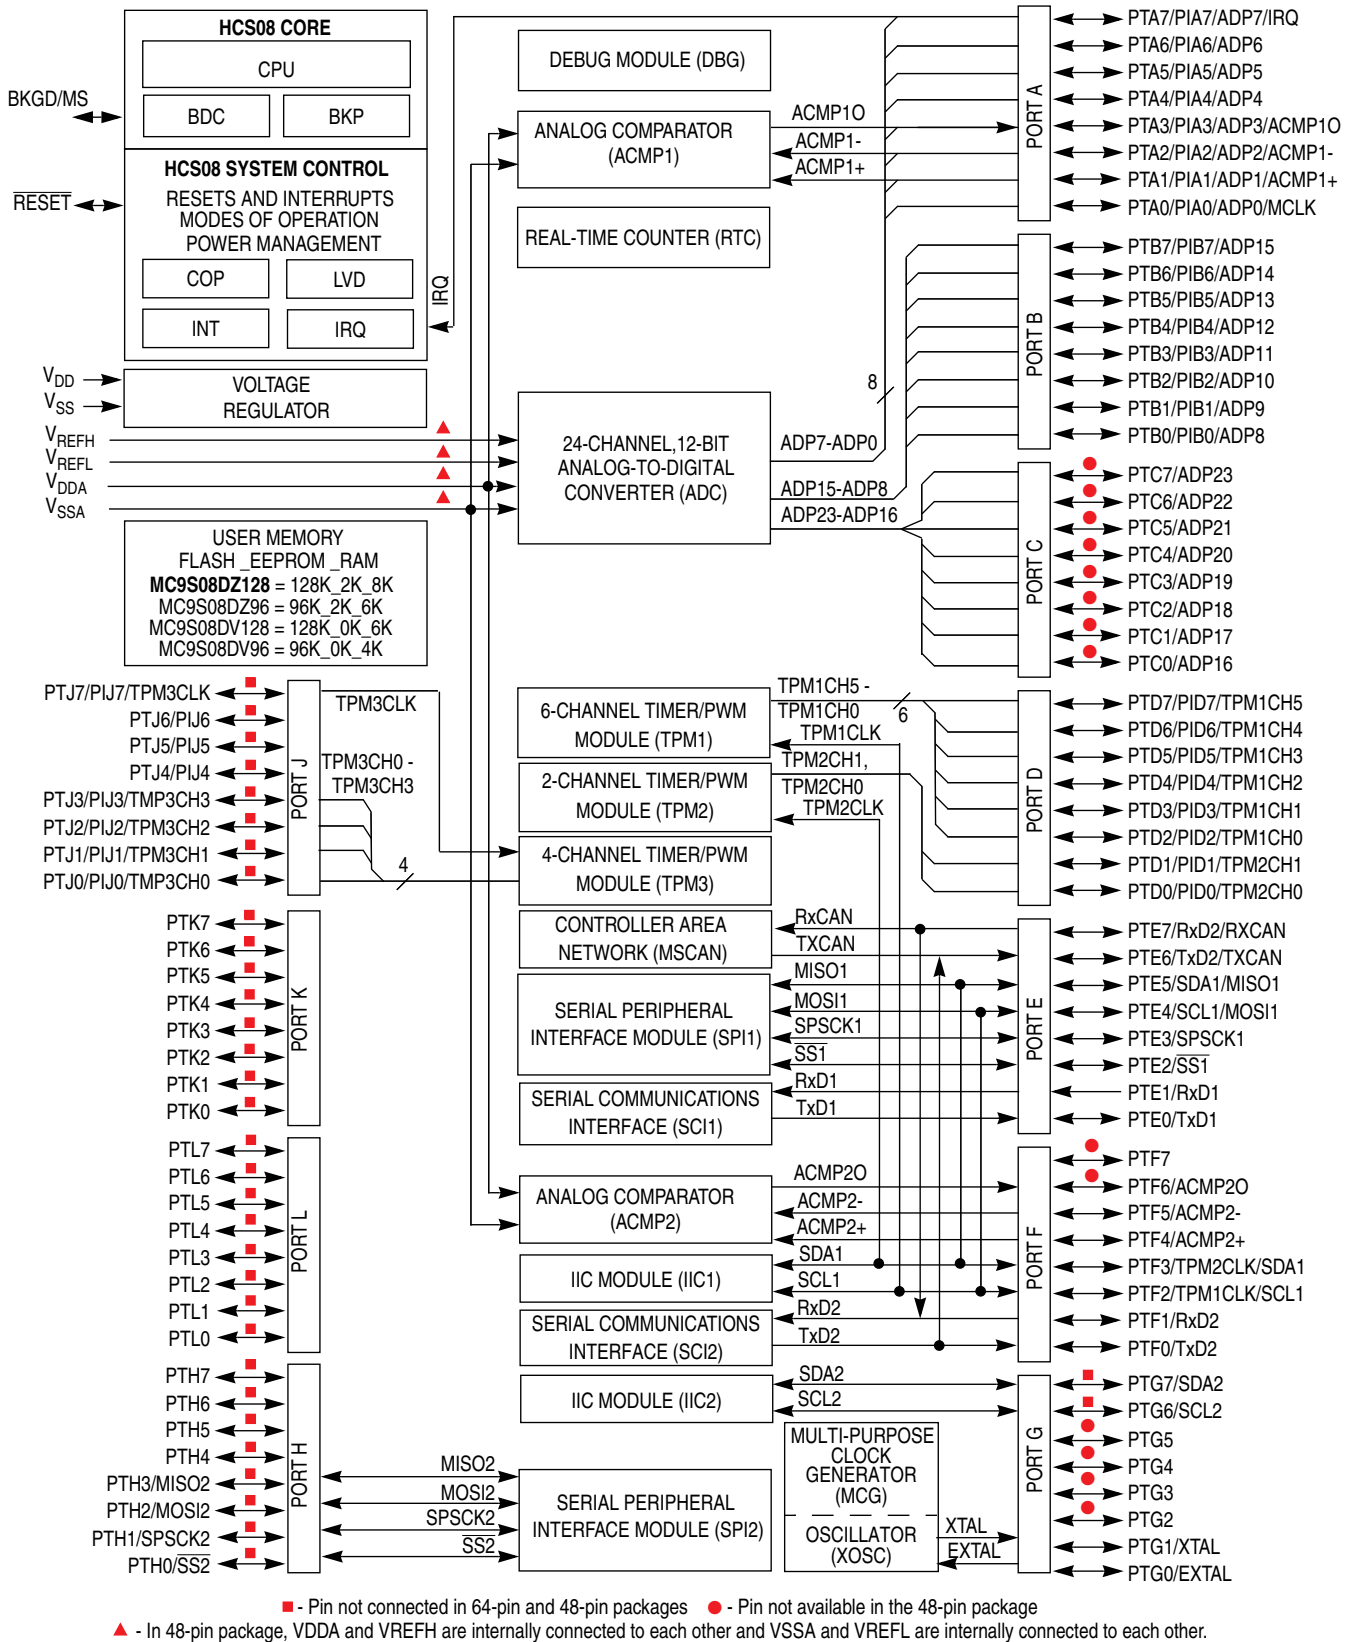 HCS08 CORE
CPU
BDC
BKP
BKGD/MS
HCS08 SYSTEM CONTROL
RESETS AND INTERRUPTS
MODES OF OPERATION
POWER MANAGEMENT
COP
LVD
INT
IRQ
RESET
IRQ
VDD
VSS
VOLTAGE
REGULATOR
VREFH
VREFL
VDDA
VSSA
USER MEMORY
FLASH _EEPROM _RAM
MC9S08DZ128 = 128K_2K_8K
MC9S08DZ96 = 96K_2K_6K
MC9S08DV128 = 128K_0K_6K
MC9S08DV96 = 96K_0K_4K
DEBUG MODULE (DBG)
ANALOG COMPARATOR
(ACMP1)
ACMP1O
ACMP1-
ACMP1+
REAL-TIME COUNTER (RTC)
24-CHANNEL,12-BIT
ANALOG-TO-DIGITAL
CONVERTER (ADC)
8
ADP7-ADP0
ADP15-ADP8
ADP23-ADP16
PORT A
PTA7/PIA7/ADP7/IRQ
PTA6/PIA6/ADP6
PTA5/PIA5/ADP5
PTA4/PIA4/ADP4
PTA3/PIA3/ADP3/ACMP1O
PTA2/PIA2/ADP2/ACMP1-
PTA1/PIA1/ADP1/ACMP1+
PTA0/PIA0/ADP0/MCLK
PORT B
PTB7/PIB7/ADP15
PTB6/PIB6/ADP14
PTB5/PIB5/ADP13
PTB4/PIB4/ADP12
PTB3/PIB3/ADP11
PTB2/PIB2/ADP10
PTB1/PIB1/ADP9
PTB0/PIB0/ADP8
PORT C
PTC7/ADP23
PTC6/ADP22
PTC5/ADP21
PTC4/ADP20
PTC3/ADP19
PTC2/ADP18
PTC1/ADP17
PTC0/ADP16
PTJ7/PIJ7/TPM3CLK
PTJ6/PIJ6
PTJ5/PIJ5
PTJ4/PIJ4
PTJ3/PIJ3/TMP3CH3
PTJ2/PIJ2/TPM3CH2
PTJ1/PIJ1/TPM3CH1
PTJ0/PIJ0/TMP3CH0
PORT J
TPM3CLK
TPM3CH0 -
TPM3CH3
4
6-CHANNEL TIMER/PWM
MODULE (TPM1)
TPM1CH5 -
TPM1CH0
6
TPM1CLK
2-CHANNEL TIMER/PWM
MODULE (TPM2)
TPM2CH1,
TPM2CH0
TPM2CLK
4-CHANNEL TIMER/PWM
MODULE (TPM3)
PORT D
PTD7/PID7/TPM1CH5
PTD6/PID6/TPM1CH4
PTD5/PID5/TPM1CH3
PTD4/PID4/TPM1CH2
PTD3/PID3/TPM1CH1
PTD2/PID2/TPM1CH0
PTD1/PID1/TPM2CH1
PTD0/PID0/TPM2CH0
PTK7
PTK6
PTK5
PTK4
PTK3
PTK2
PTK1
PTK0
PORT K
CONTROLLER AREA
NETWORK (MSCAN)
RxCAN
TXCAN
SERIAL PERIPHERAL
INTERFACE MODULE (SPI1)
MISO1
MOSI1
SPSCK1
SS1
SERIAL COMMUNICATIONS
INTERFACE (SCI1)
RxD1
TxD1
PORT E
PTE7/RxD2/RXCAN
PTE6/TxD2/TXCAN
PTE5/SDA1/MISO1
PTE4/SCL1/MOSI1
PTE3/SPSCK1
PTE2/SS1
PTE1/RxD1
PTE0/TxD1
PTL7
PTL6
PTL5
PTL4
PTL3
PTL2
PTL1
PTL0
PORT L
ANALOG COMPARATOR
(ACMP2)
ACMP2O
ACMP2-
ACMP2+
IIC MODULE (IIC1)
SDA1
SCL1
SERIAL COMMUNICATIONS
INTERFACE (SCI2)
RxD2
TxD2
PORT F
PTF7
PTF6/ACMP2O
PTF5/ACMP2-
PTF4/ACMP2+
PTF3/TPM2CLK/SDA1
PTF2/TPM1CLK/SCL1
PTF1/RxD2
PTF0/TxD2
PTH7
PTH6
PTH5
PTH4
PTH3/MISO2
PTH2/MOSI2
PTH1/SPSCK2
PTH0/SS2
PORT H
MISO2
MOSI2
SPSCK2
SS2
IIC MODULE (IIC2)
SDA2
SCL2
SERIAL PERIPHERAL
INTERFACE MODULE (SPI2)
MULTI-PURPOSE
CLOCK
GENERATOR
(MCG)
OSCILLATOR
(XOSC)
XTAL
EXTAL
PORT G
PTG7/SDA2
PTG6/SCL2
PTG5
PTG4
PTG3
PTG2
PTG1/XTAL
PTG0/EXTAL
- Pin not connected in 64-pin and 48-pin packages - Pin not available in the 48-pin package
- In 48-pin package, VDDA and VREFH are internally connected to each other and VSSA and VREFL are internally connected to each other.